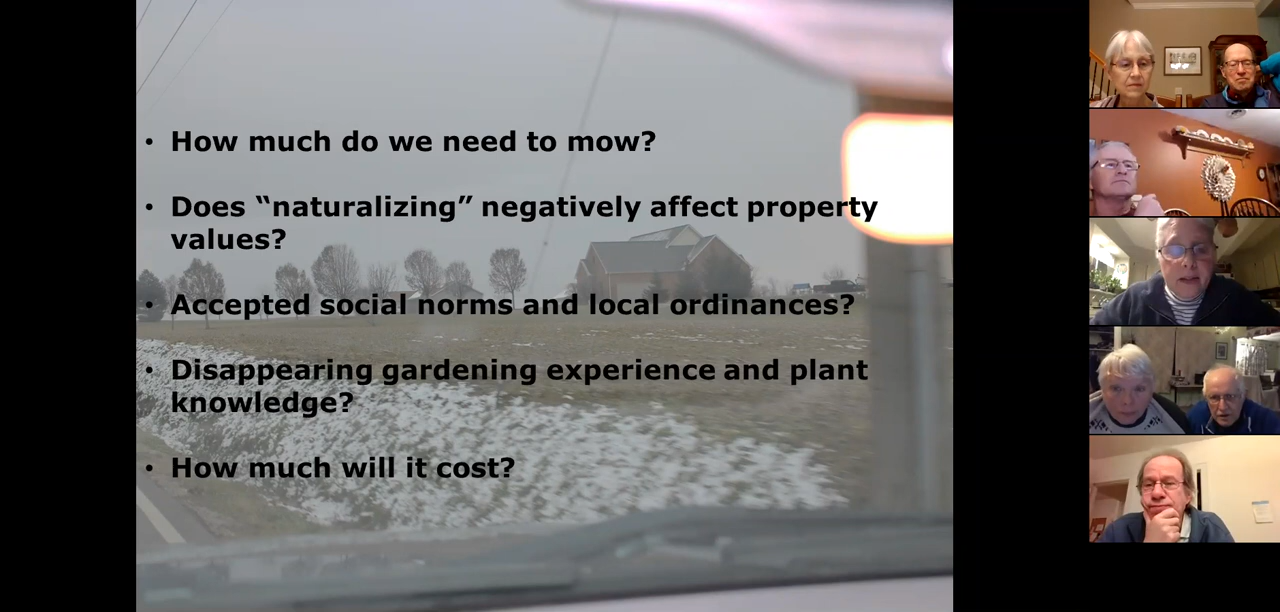 • How much do we need to mow?
• Does “naturalizing” negatively affect property
values?
• Accepted social norms and local ordinances?
• Disappearing gardening experience and plant
knowledge?
• How much will it cost?